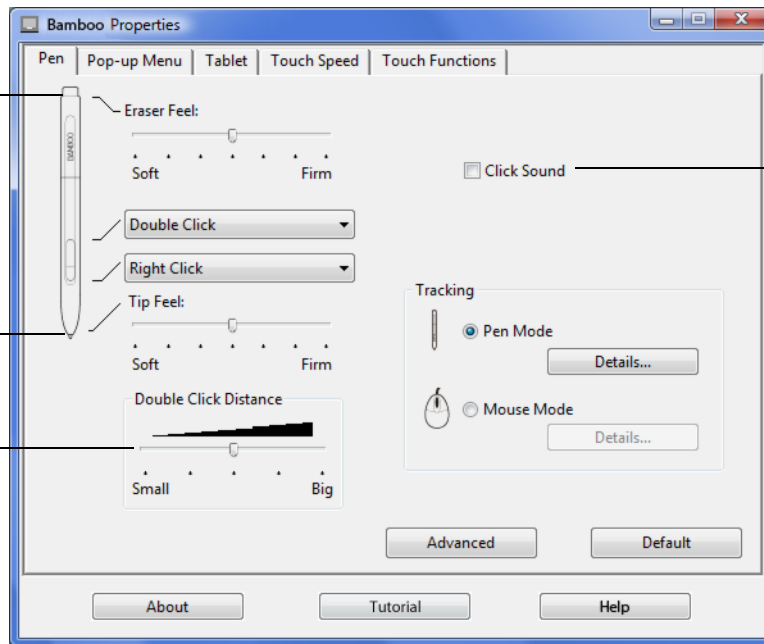 Bamboo Properties
Pen
Pop-up Menu
Tablet
Touch Speed
Touch Functions
BAMBOO
Eraser Feel:
Soft
Firm
Click Sound
Double Click
Right Click
Tip Feel:
Soft
Firm
Double Click Distance
Small
Big
Tracking
Pen Mode
Details...
Mouse Mode
Details...
Advanced
Default
About
Tutorial
Help